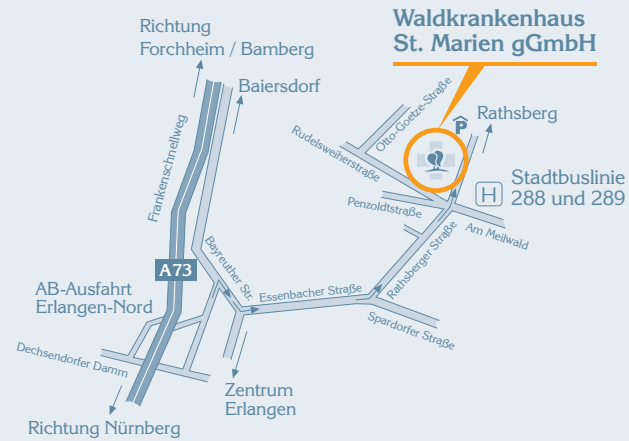 Waldkrankenhaus
St. Marien gGmbH
Richtung
Forchheim / Bamberg
Baiersdorf
Otto-Goetze-Straße
P
Rathsberg
Rudelsweiherstraße
Frankenschnellweg
H
Stadtbuslinie
288 und 289
Penzoldtstraße
Am Meilwald
Bayreuther Str.
Rathsberger Straße
A73
AB-Ausfahrt
Erlangen-Nord
Essenbacher Straße
Spardorfer Straße
Dechsendorfer Damm
Zentrum
Erlangen
Richtung Nürnberg